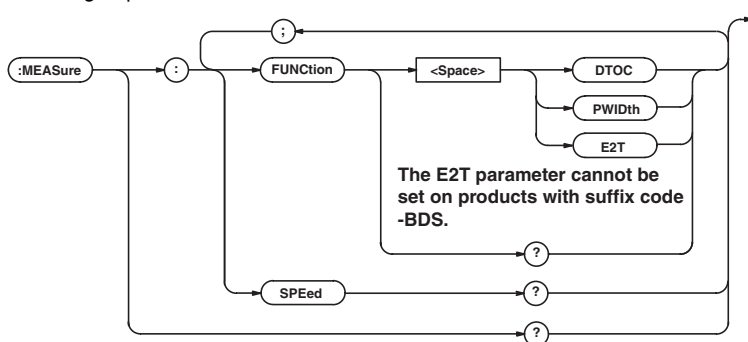 ;
:MEASure : FUNCtion <Space> DTOC
PWIDth
E2T
The E2T parameter cannot be
set on products with suffix code
-BDS.
?
SPEed ?
?